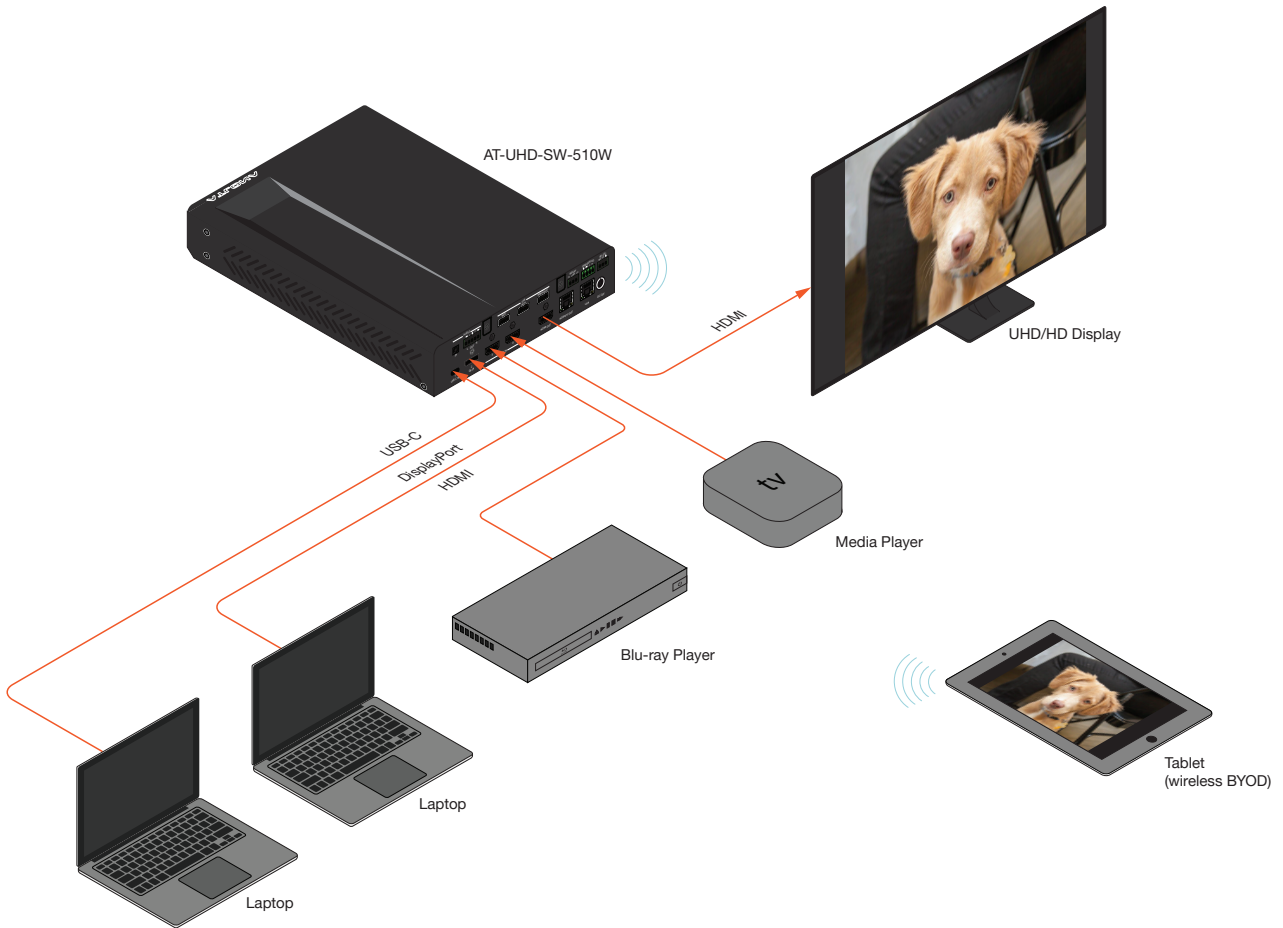 AT-UHD-SW-510W
ATLONA
HDMI
UHD/HD Display
USB-C
DisplayPort
HDMI
tv
Media Player
Blu-ray Player
Tablet
(wireless BYOD)
Laptop
Laptop